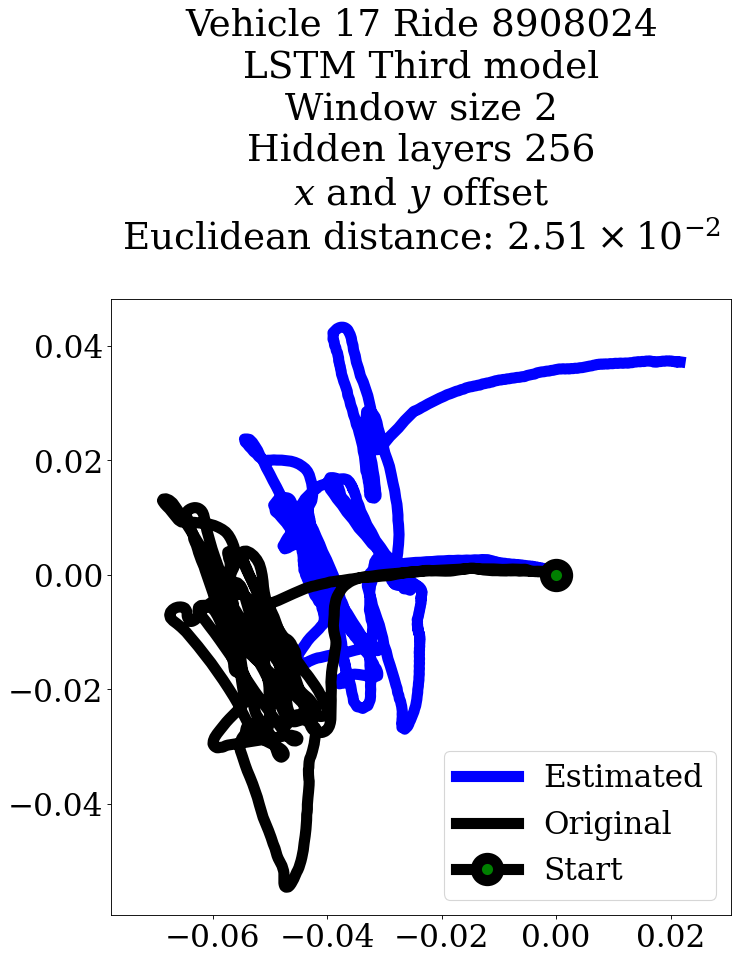 Vehicle 17 Ride 8908024
LSTM Third model
Window size 2
Hidden layers 256
x and y offset
Euclidean distance: 2.51 × 10⁻²
0.04
0.02
0.00
−0.02
−0.04
Estimated
Original
Start
−0.06 −0.04 −0.02 0.00 0.02